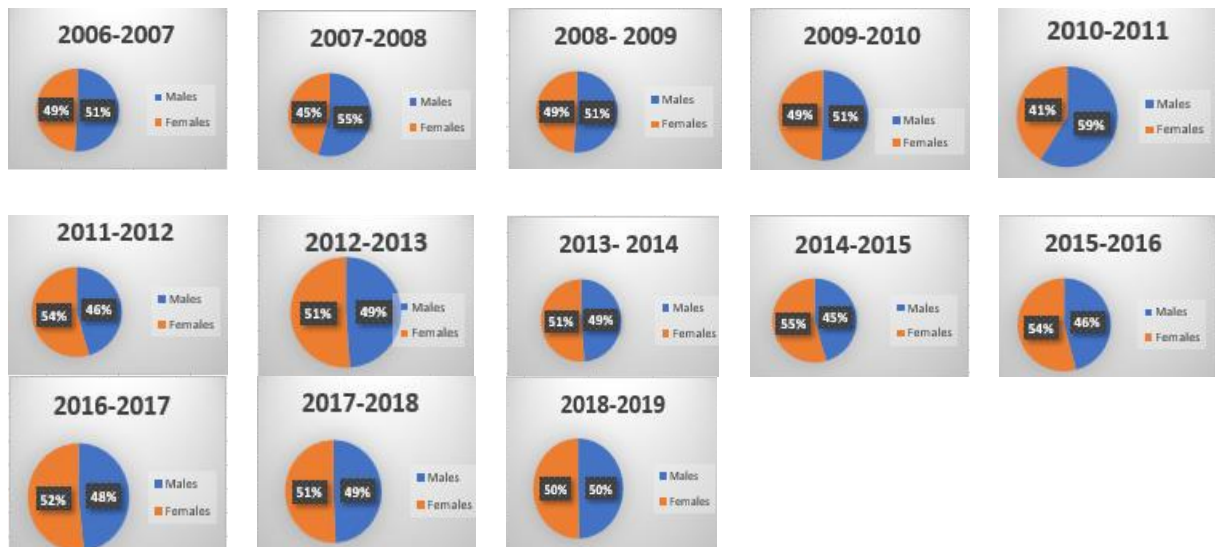 2006-2007
49% 51%
Males
Females
2007-2008
45% 55%
Males
Females
2008- 2009
49% 51%
Males
Females
2009-2010
49% 51%
Males
Females
2010-2011
41% 59%
Males
Females
2011-2012
54% 46%
Males
Females
2012-2013
51% 49%
Males
Females
2013- 2014
51% 49%
Males
Females
2014-2015
55% 45%
Males
Females
2015-2016
54% 46%
Males
Females
2016-2017
52% 48%
Males
Females
2017-2018
51% 49%
Males
Females
2018-2019
50% 50%
Males
Females